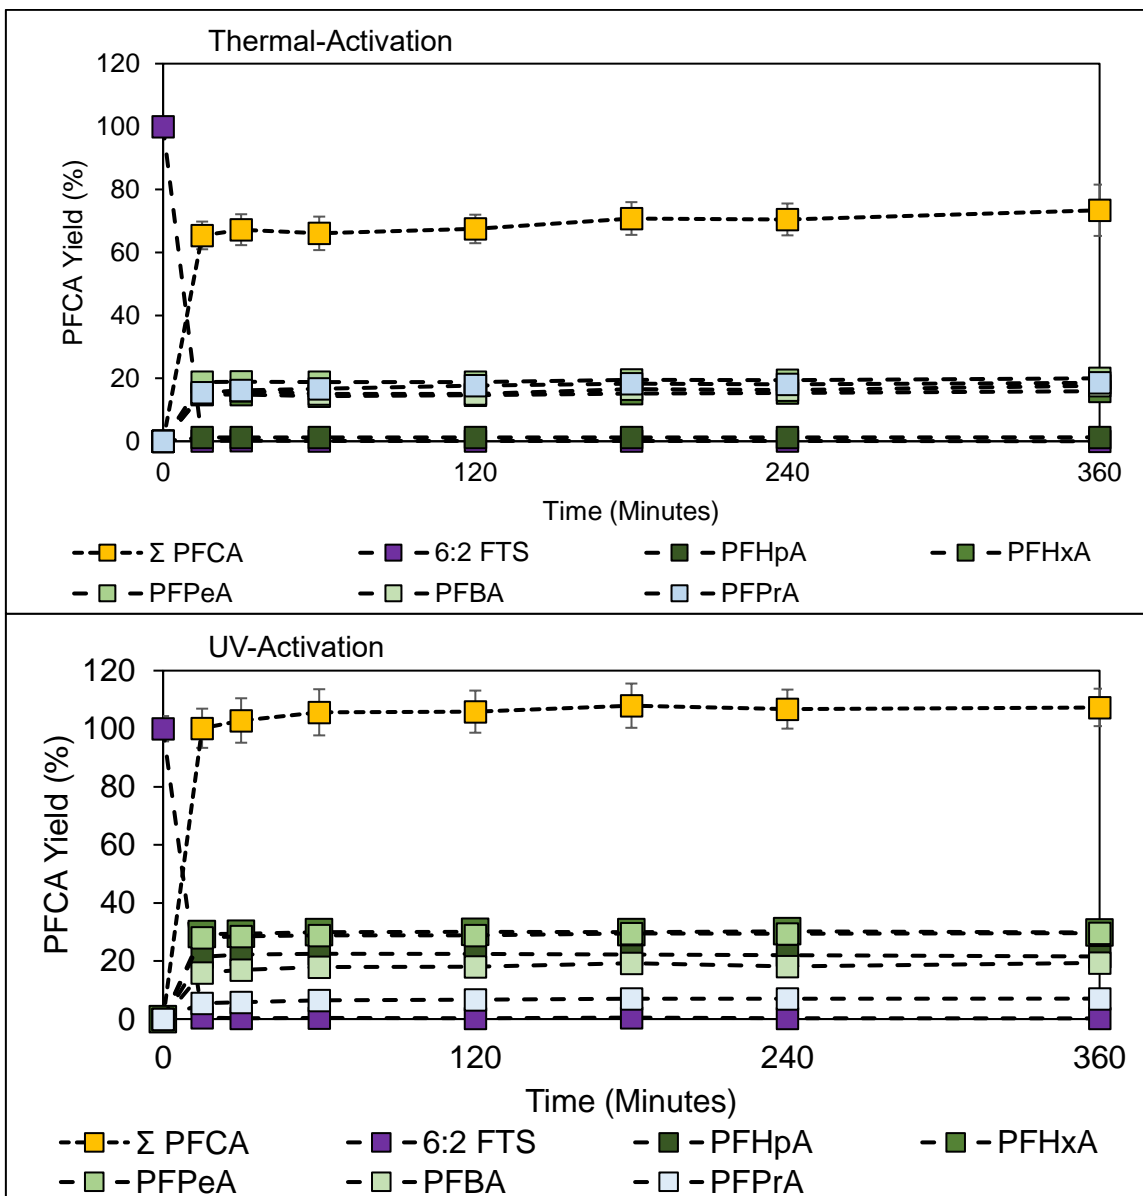 Thermal-Activation
120
100
80
60
40
20
0
PFCA Yield (%)
0 120 240 360
Time (Minutes)
Σ PFCA 6:2 FTS PFHpA PFHxA
PFPeA PFBA PFPrA
UV-Activation
120
100
80
60
40
20
0
PFCA Yield (%)
0 120 240 360
Time (Minutes)
Σ PFCA 6:2 FTS PFHpA PFHxA
PFPeA PFBA PFPrA